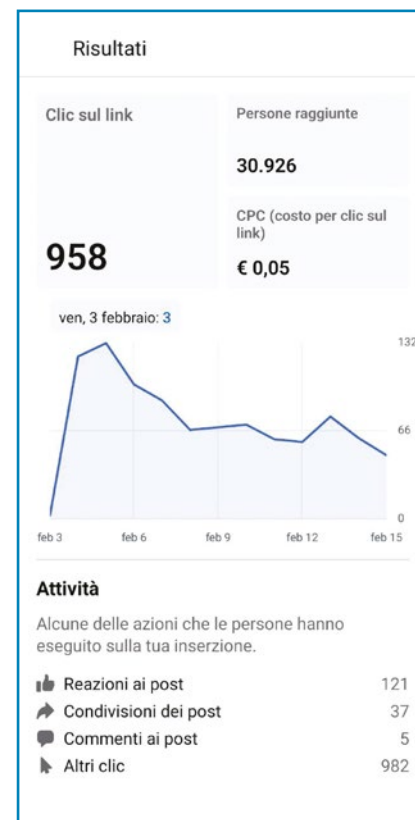 Risultati
Clic sul link
958
Persone raggiunte
30.926
CPC (costo per clic sul
link)
€ 0,05
ven, 3 febbraio: 3
132
66
0
feb 3
feb 6
feb 9
feb 12
feb 15
Attività
Alcune delle azioni che le persone hanno
eseguito sulla tua inserzione.
Reazioni ai post 121
Condivisioni dei post 37
Commenti ai post 5
Altri clic 982